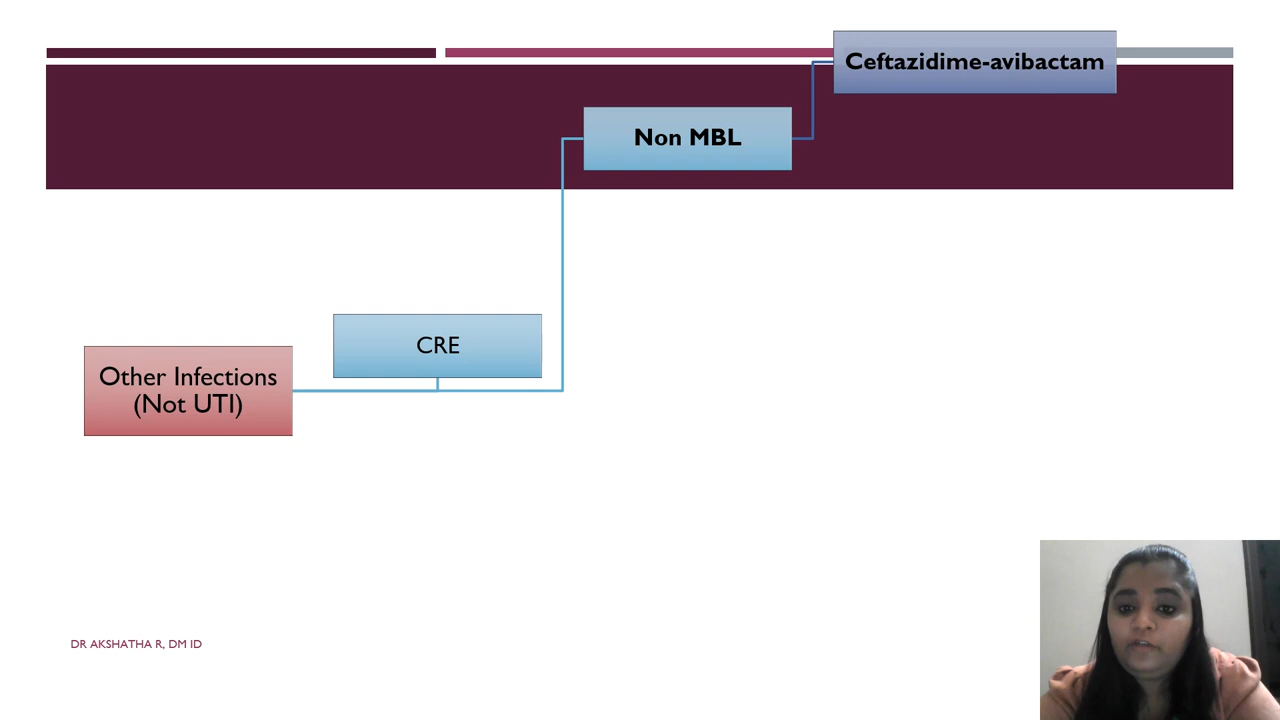 Ceftazidime-avibactam
Non MBL
CRE
Other Infections
(Not UTI)
DR AKSHATHA R, DM ID